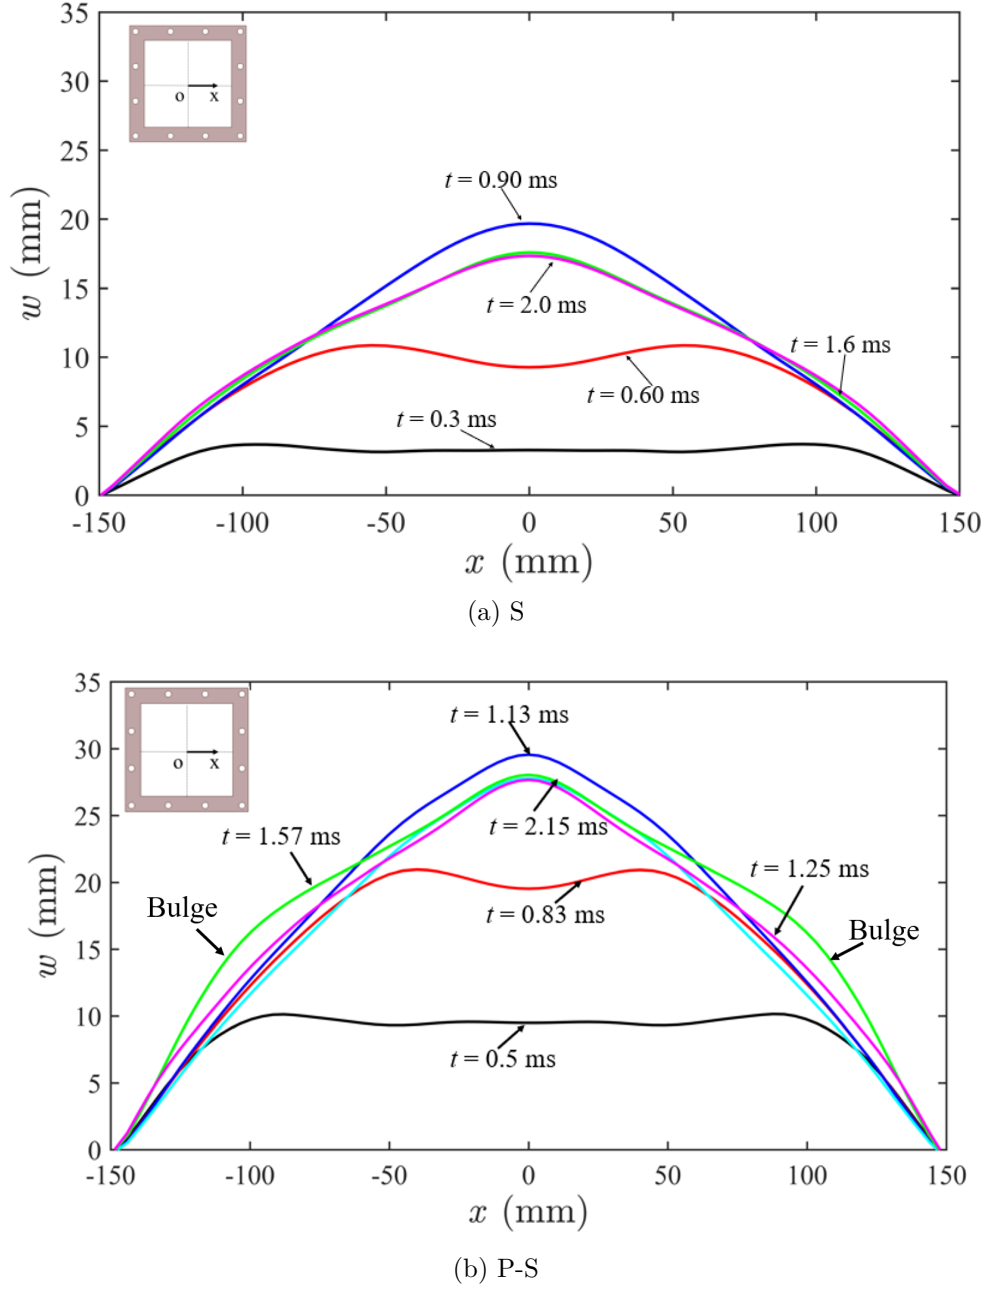 35
30
25
20
15
10
5
0
w (mm)
o x
t = 0.90 ms
t = 2.0 ms
t = 1.6 ms
t = 0.60 ms
t = 0.3 ms
-150 -100 -50 0 50 100 150
x (mm)
(a) S
35
30
25
20
15
10
5
0
w (mm)
o x
t = 1.13 ms
t = 1.57 ms
t = 2.15 ms
t = 1.25 ms
Bulge
t = 0.83 ms
Bulge
t = 0.5 ms
-150 -100 -50 0 50 100 150
x (mm)
(b) P-S